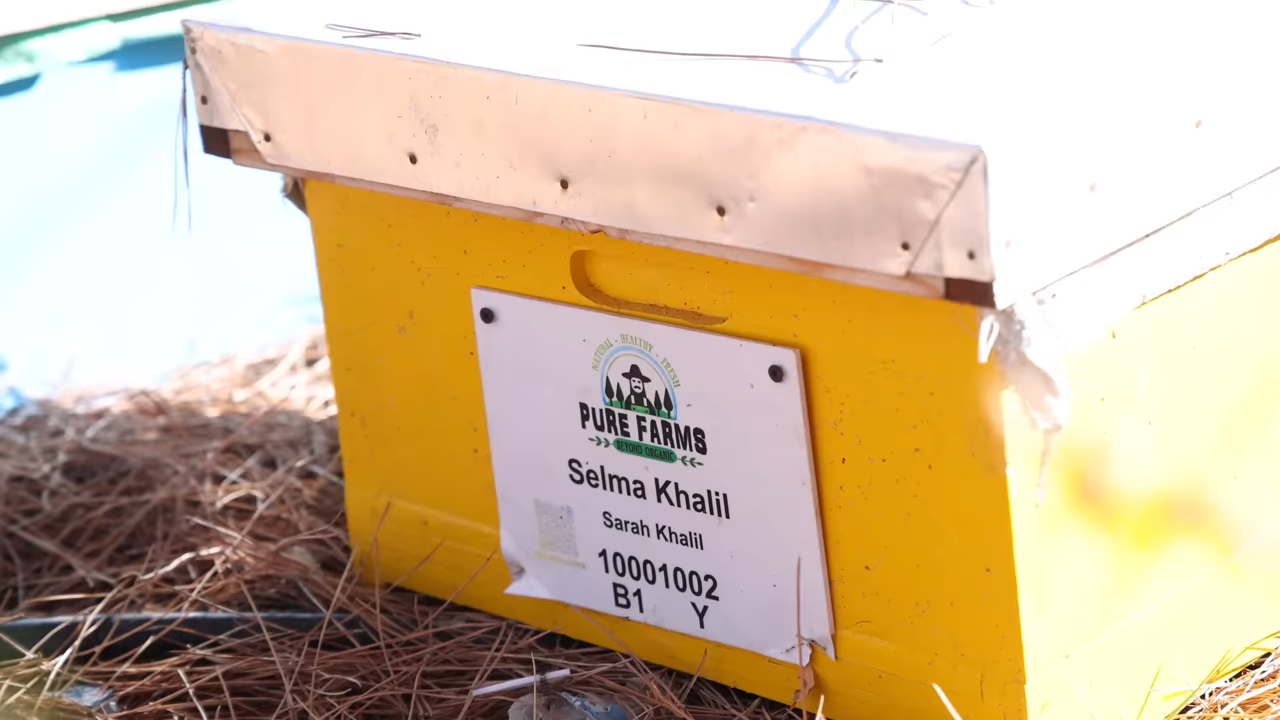 NATURAL - HEALTHY - FRESH
PURE FARMS
BEYOND ORGANIC
Selma Khalil
Sarah Khalil
10001002
B1 Y